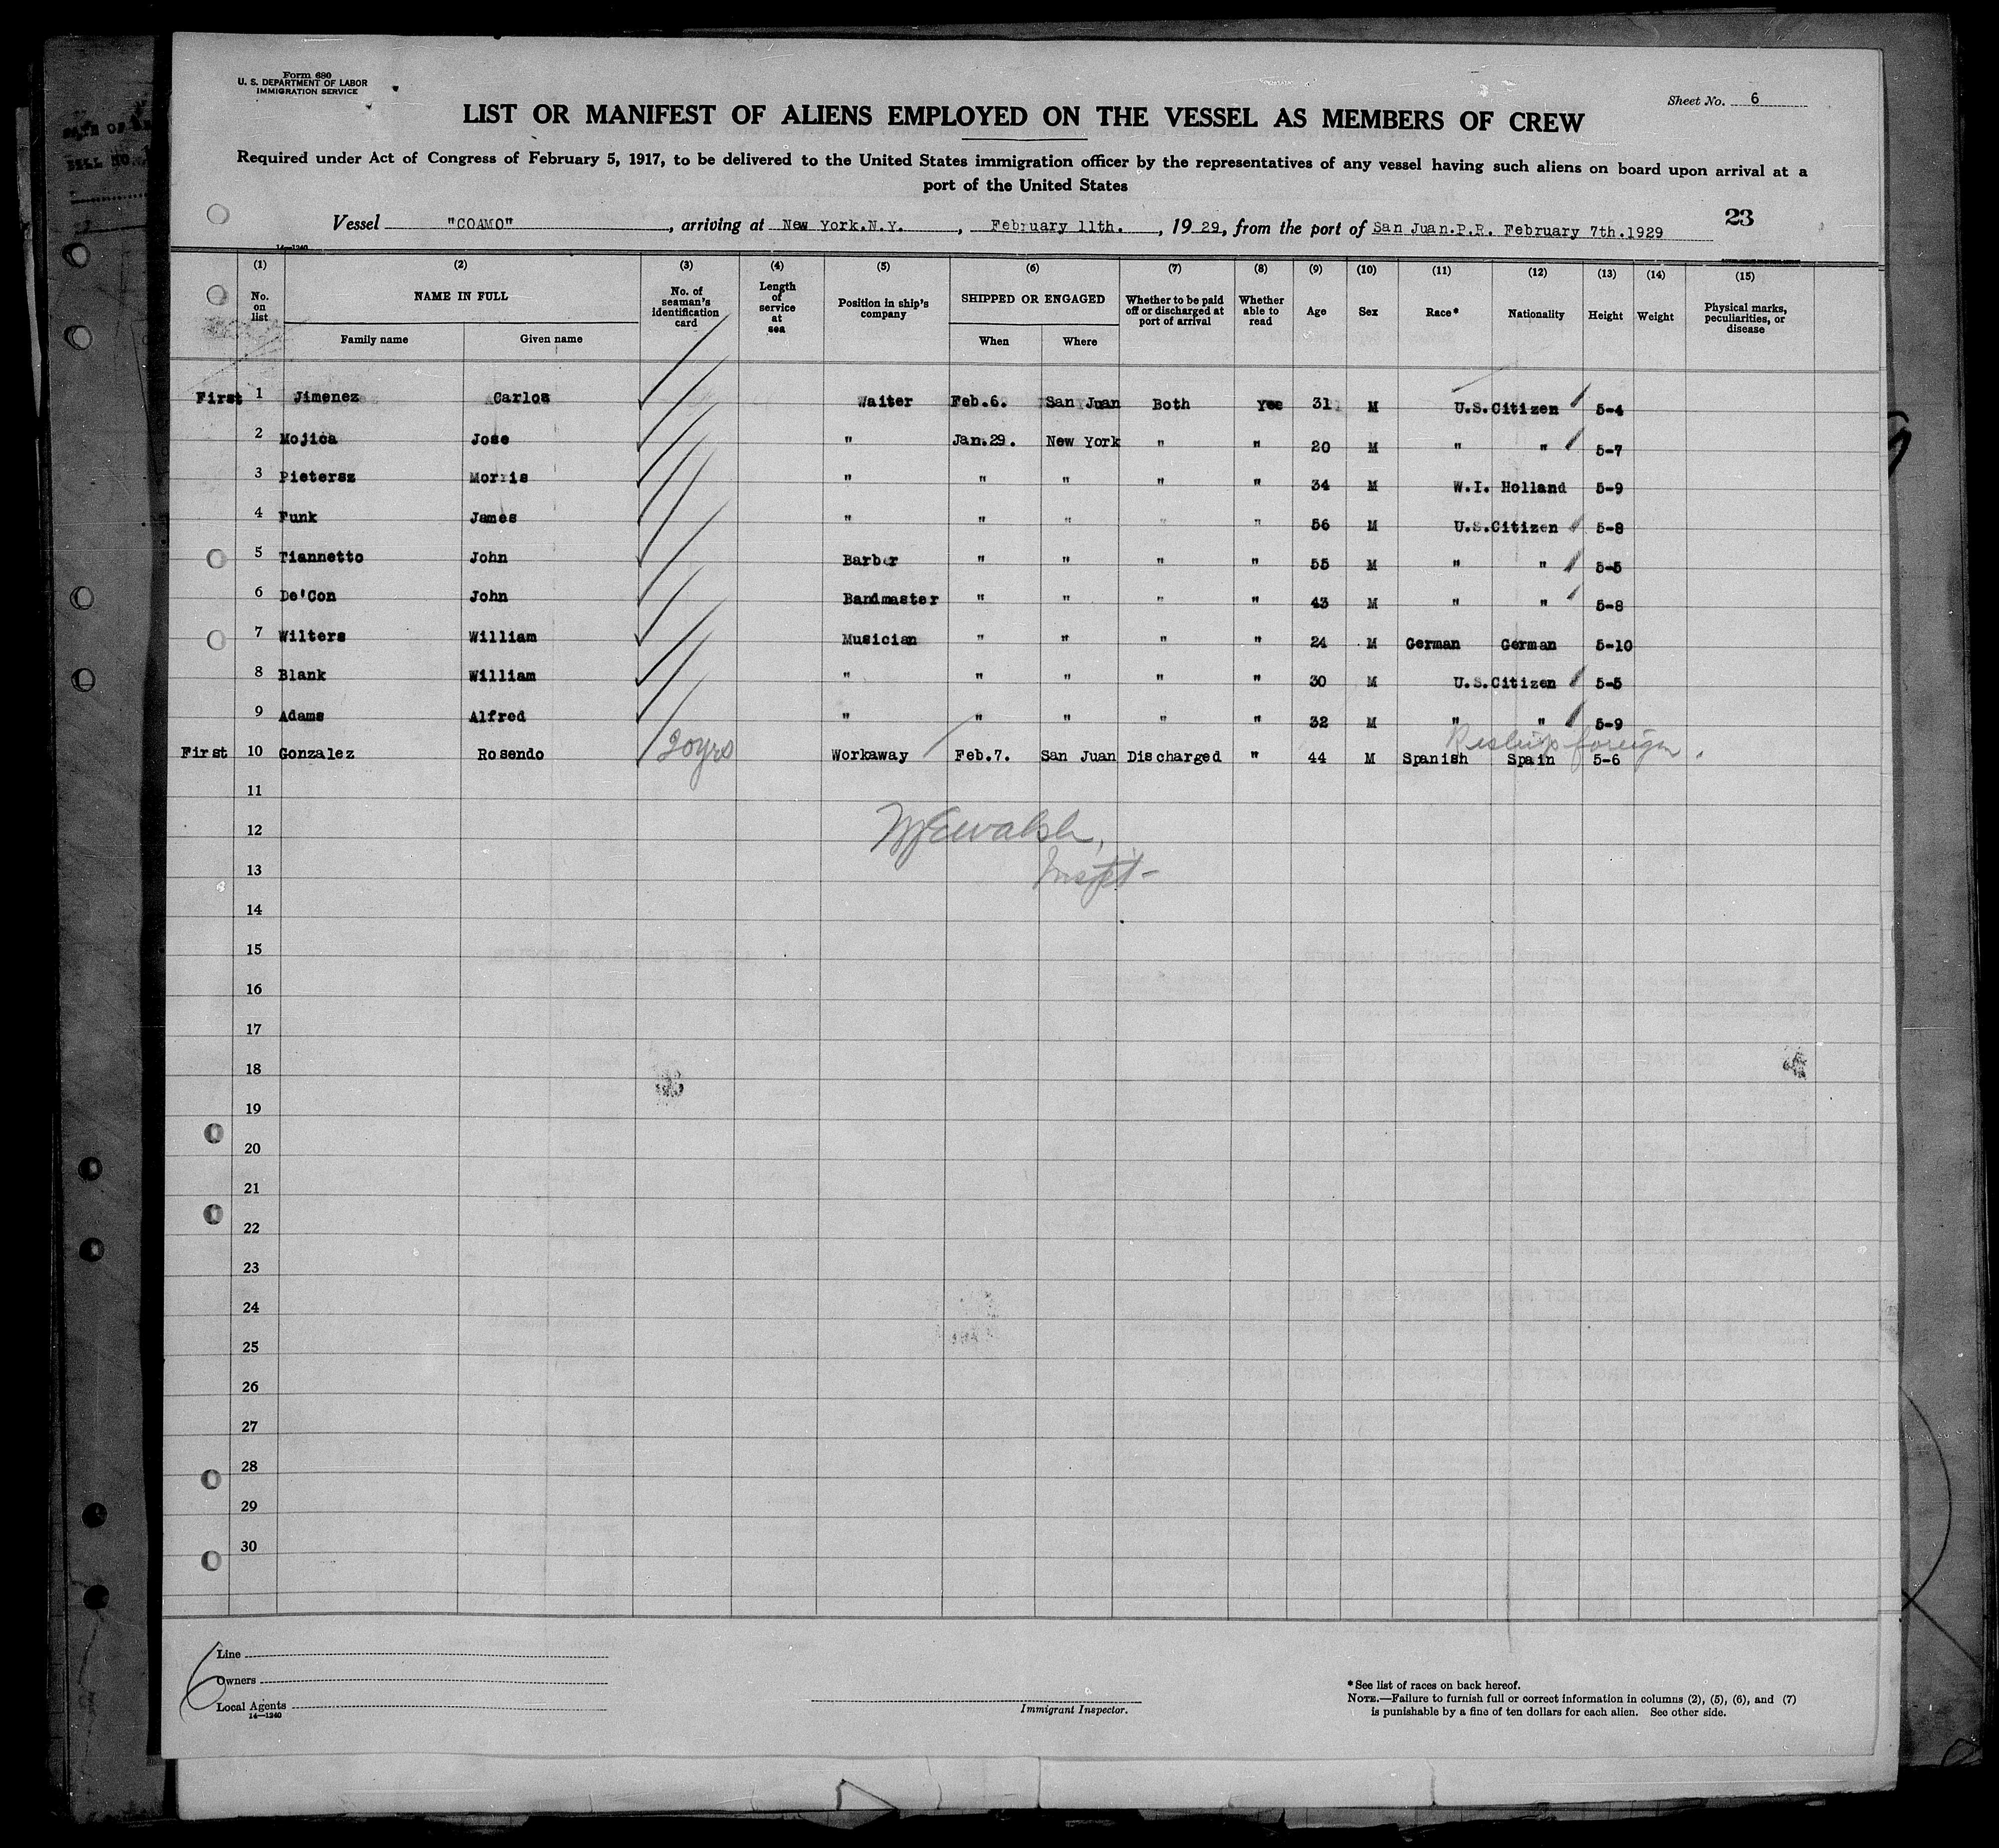 Form 680
U. S. DEPARTMENT OF LABOR
IMMIGRATION SERVICE
Sheet No. 6
LIST OR MANIFEST OF ALIENS EMPLOYED ON THE VESSEL AS MEMBERS OF CREW
Required under Act of Congress of February 5, 1917, to be delivered to the United States immigration officer by the representatives of any vessel having such aliens on board upon arrival at a
port of the United States
Vessel "COAMO", arriving at New York.N.Y., February 11th., 1929, from the port of San Juan.P.R. February 7th.1929 23
14—1240
(1) (2) (3) (4) (5) (6) (7) (8) (9) (10) (11) (12) (13) (14) (15)
No. on list NAME IN FULL Family name Given name No. of seaman's identification card Length of service at sea Position in ship's company SHIPPED OR ENGAGED When Where Whether to be paid off or discharged at port of arrival Whether able to read Age Sex Race* Nationality Height Weight Physical marks, peculiarities, or disease
First 1 Jimenez Carlos Waiter Feb.6. San Juan Both Yes 31 M U.S.Citizen 5-4
2 Mojica Jose " Jan.29. New York " " 20 M " " 5-7
3 Pietersz Morris " " " " " 34 M W.I. Holland 5-9
4 Funk James " " " " " 56 M U.S.Citizen 5-8
5 Tiannetto John Barber " " " " 55 M " " 5-5
6 De'Con John Bandmaster " " " " 43 M " " 5-8
7 Wilters William Musician " " " " 24 M German German 5-10
8 Blank William " " " " " 30 M U.S.Citizen 5-5
9 Adams Alfred " " " " " 32 M " " 5-9
Reship foreign.
First 10 Gonzalez Rosendo 20yrs Workaway Feb.7. San Juan Discharged " 44 M Spanish Spain 5-6
11
12
Walsh,
13
Inspt-
14
15
16
17
18
19
20
21
22
23
24
25
26
27
28
29
30
6
Line
Owners
Local Agents
14—1240
Immigrant Inspector.
*See list of races on back hereof.
NOTE.—Failure to furnish full or correct information in columns (2), (5), (6), and (7)
is punishable by a fine of ten dollars for each alien. See other side.